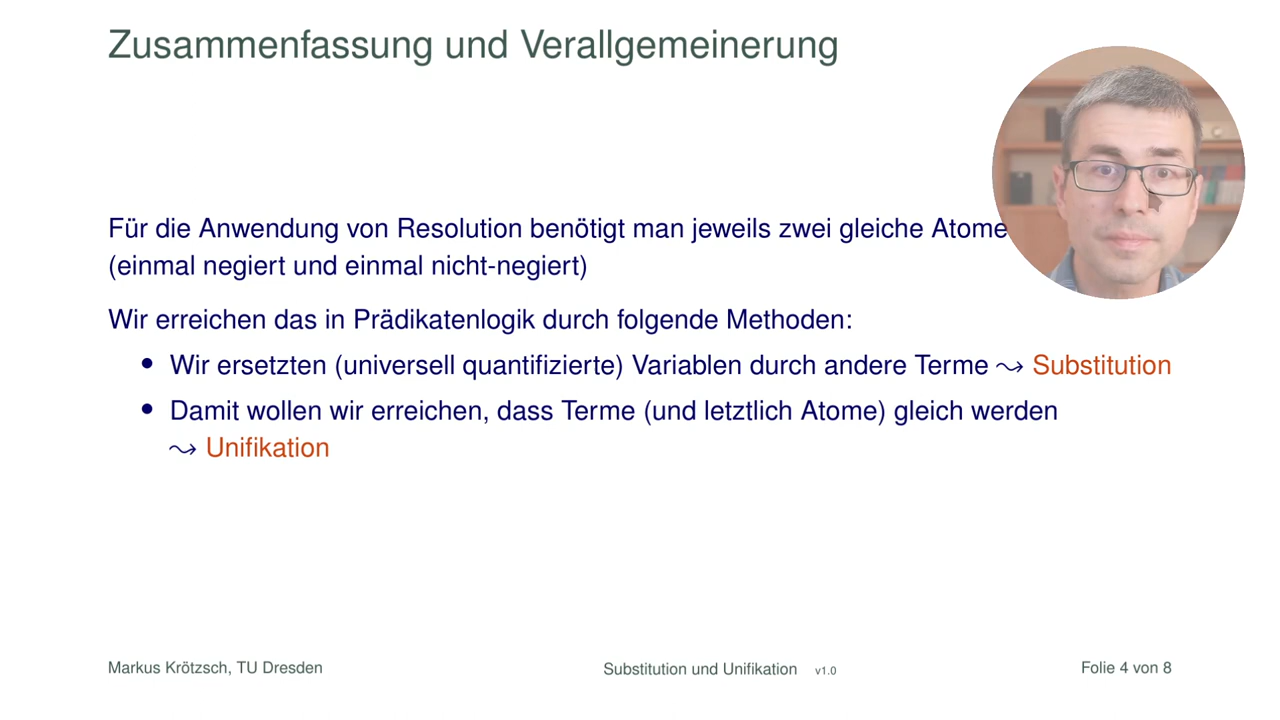 Zusammenfassung und Verallgemeinerung
Für die Anwendung von Resolution benötigt man jeweils zwei gleiche Atome
(einmal negiert und einmal nicht-negiert)
Wir erreichen das in Prädikatenlogik durch folgende Methoden:
• Wir ersetzten (universell quantifizierte) Variablen durch andere Terme ⇝ Substitution
• Damit wollen wir erreichen, dass Terme (und letztlich Atome) gleich werden
⇝ Unifikation
Markus Krötzsch, TU Dresden Substitution und Unifikation v1.0 Folie 4 von 8